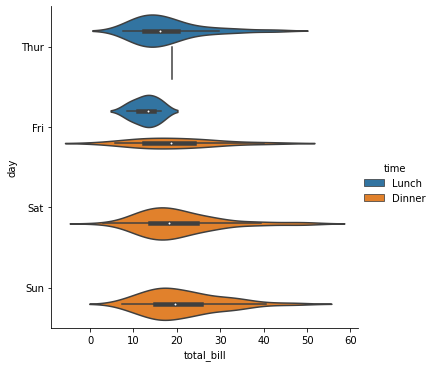 Thur
Fri
Sat
Sun
day
0 10 20 30 40 50 60
total_bill
time
Lunch
Dinner